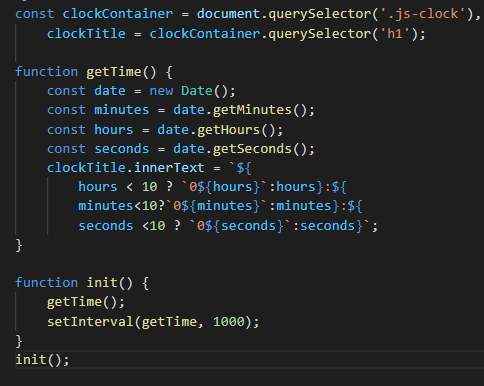 const clockContainer = document.querySelector('.js-clock'),
    clockTitle = clockContainer.querySelector('h1');
function getTime() {
    const date = new Date();
    const minutes = date.getMinutes();
    const hours = date.getHours();
    const seconds = date.getSeconds();
    clockTitle.innerText = `${
        hours < 10 ? `0${hours}`:hours}:${
        minutes<10?`0${minutes}`:minutes}:${
        seconds <10 ? `0${seconds}`:seconds}`;
}
function init() {
    getTime();
    setInterval(getTime, 1000);
}
init();